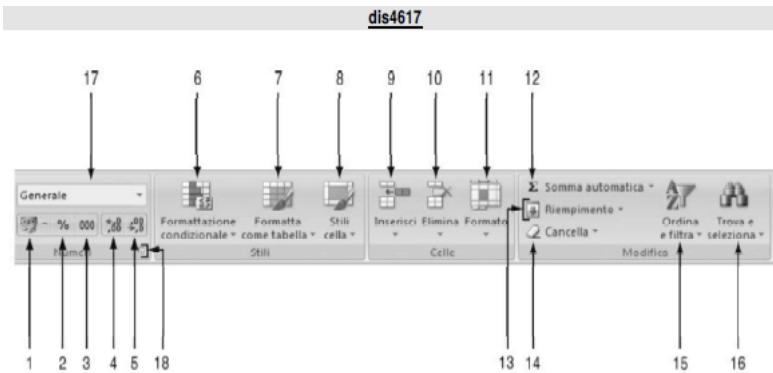 dis4617
17 6 7 8 9 10 11 12
Generale
% 000 ,00 ,00
Formattazione condizionale
Formatta come tabella
Stili cella
Inserisci Elimina Formato
Σ Somma automatica
Riempimento
Cancella
Ordina e filtra
Trova e seleziona
Numeri Stili Celle Modifica
1 2 3 4 5 18 13 14 15 16